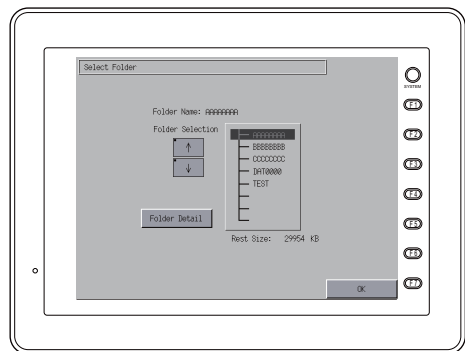 Select Folder
SYSTEM
F1
Folder Name: AAAAAAAA
Folder Selection
F2
↑
↓
AAAAAAAA
BBBBBBBB
CCCCCCCC
DAT0000
TEST
F3
F4
Folder Detail
F5
Rest Size: 29954 KB
F6
OK
F7